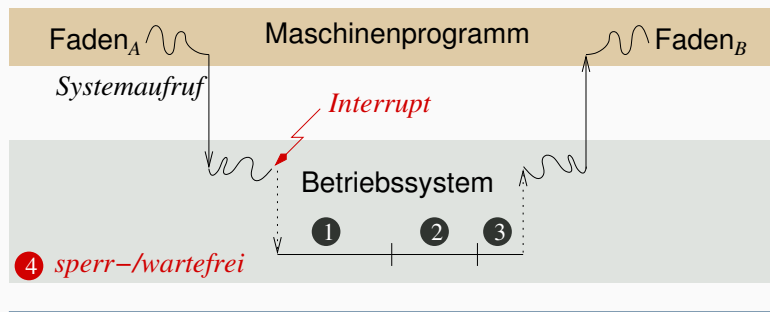 Faden_A Maschinenprogramm Faden_B
Systemaufruf
Interrupt
Betriebssystem
1 2 3
4 sperr–/wartefrei